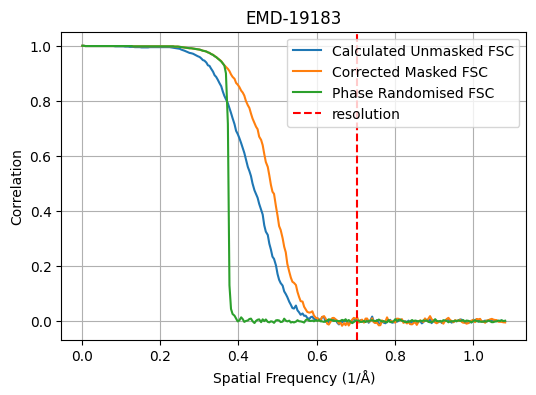 EMD-19183
Calculated Unmasked FSC
Corrected Masked FSC
Phase Randomised FSC
resolution
Correlation
1.0
0.8
0.6
0.4
0.2
0.0
0.0 0.2 0.4 0.6 0.8 1.0
Spatial Frequency (1/Å)